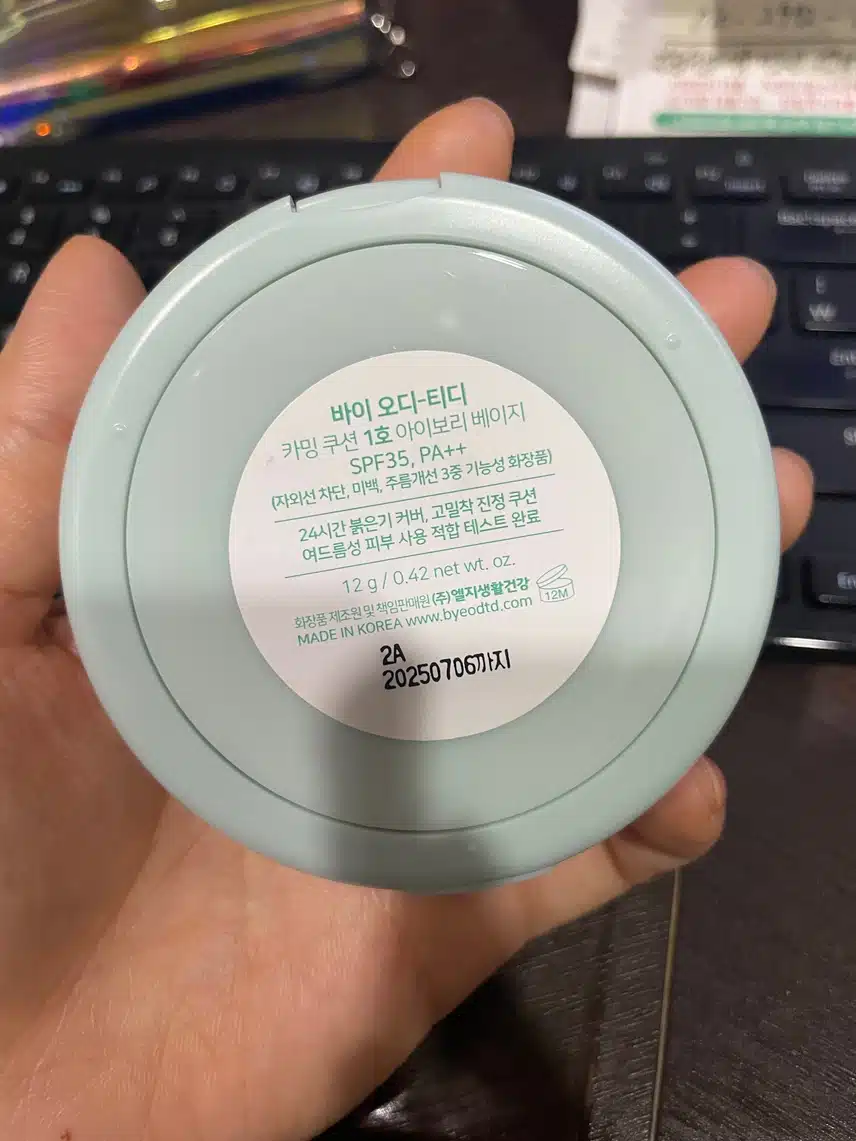 바이 오디-티디
카밍 쿠션 1호 아이보리 베이지
SPF35, PA++
(자외선 차단, 미백, 주름개선 3중 기능성 화장품)
24시간 붉은기 커버, 고밀착 진정 쿠션
여드름성 피부 사용 적합 테스트 완료
12 g / 0.42 net wt. oz.
화장품 제조원 및 책임판매원 (주)엘지생활건강
MADE IN KOREA www.byeodtd.com
12M
2A
20250706까지